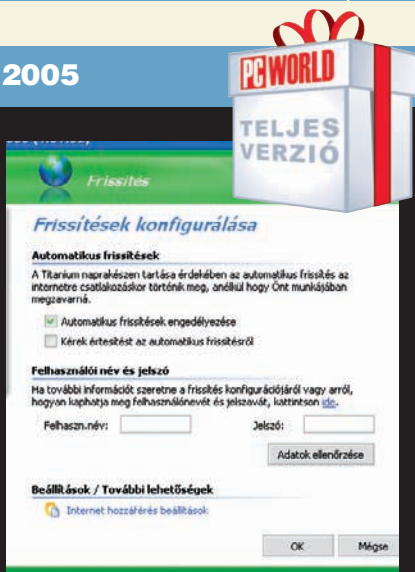 2005
PC WORLD
TELJES
VERZIÓ
Frissítés
Frissítések konfigurálása
Automatikus frissítések
A Titanium naprakészen tartása érdekében az automatikus frissítés az
internetre csatlakozáskor történik meg, anélkül hogy Önt munkájában
megzavarná.
Automatikus frissítések engedélyezése
Kérek értesítést az automatikus frissítésről
Felhasználói név és jelszó
Ha további információt szeretne a frissítés konfigurációjáról vagy arról,
hogyan kaphatja meg felhasználónevét és jelszavát, kattintson ide.
Felhaszn.név:
Jelszó:
Adatok ellenőrzése
Beállítások / További lehetőségek
Internet hozzáférés beállítások
OK Mégse